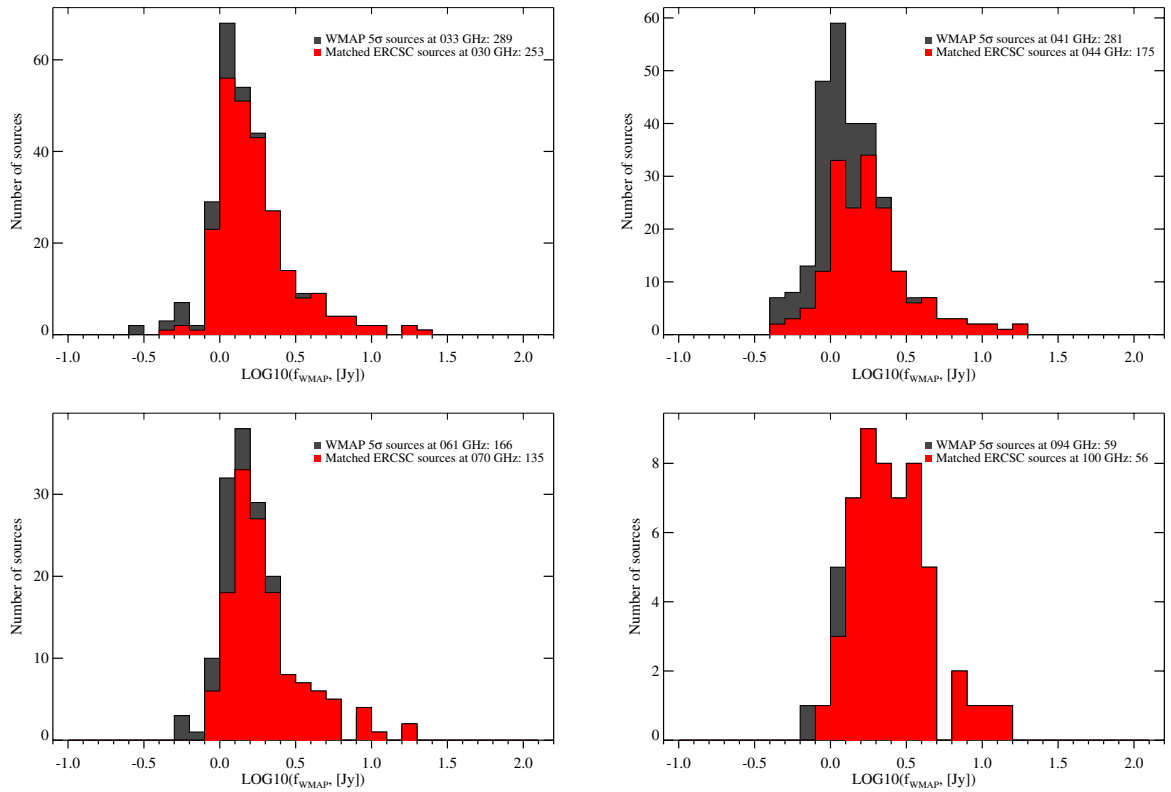 WMAP 5σ sources at 033 GHz: 289
Matched ERCSC sources at 030 GHz: 253
Number of sources
60
40
20
0
-1.0 -0.5 0.0 0.5 1.0 1.5 2.0
LOG10(fWMAP, [Jy])
WMAP 5σ sources at 041 GHz: 281
Matched ERCSC sources at 044 GHz: 175
Number of sources
60
50
40
30
20
10
0
-1.0 -0.5 0.0 0.5 1.0 1.5 2.0
LOG10(fWMAP, [Jy])
WMAP 5σ sources at 061 GHz: 166
Matched ERCSC sources at 070 GHz: 135
Number of sources
30
20
10
0
-1.0 -0.5 0.0 0.5 1.0 1.5 2.0
LOG10(fWMAP, [Jy])
WMAP 5σ sources at 094 GHz: 59
Matched ERCSC sources at 100 GHz: 56
Number of sources
8
6
4
2
0
-1.0 -0.5 0.0 0.5 1.0 1.5 2.0
LOG10(fWMAP, [Jy])